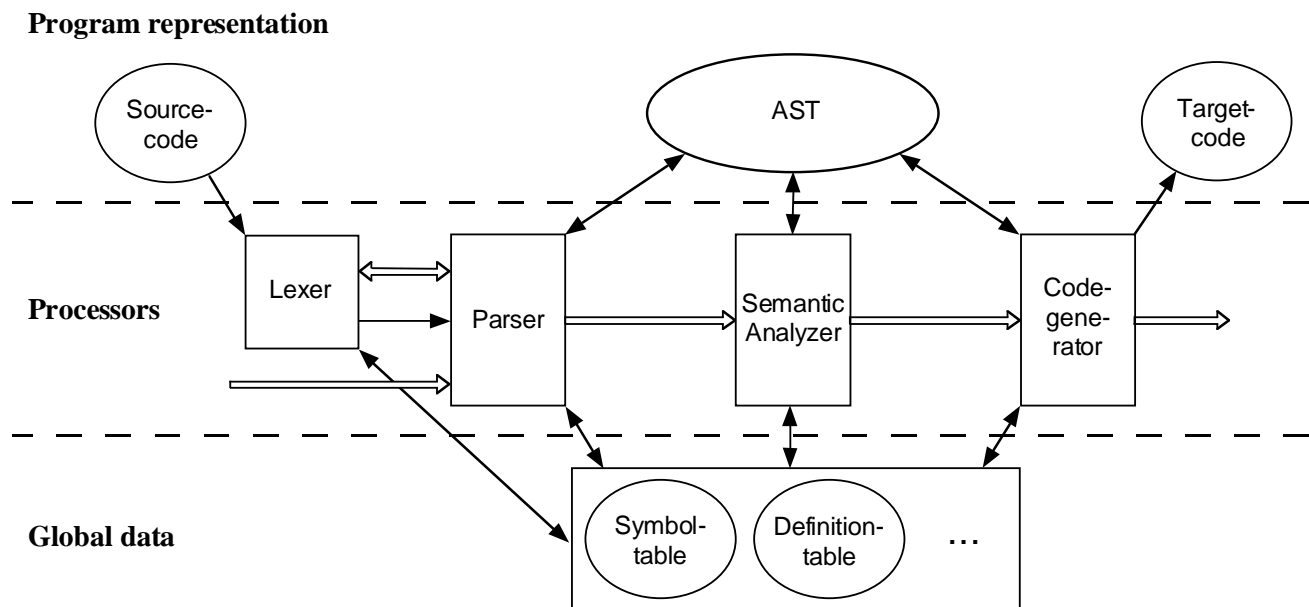 Program representation
Source-
code
AST
Target-
code
Processors
Lexer
Parser
Semantic
Analyzer
Code-
gene-
rator
Global data
Symbol-
table
Definition-
table
...